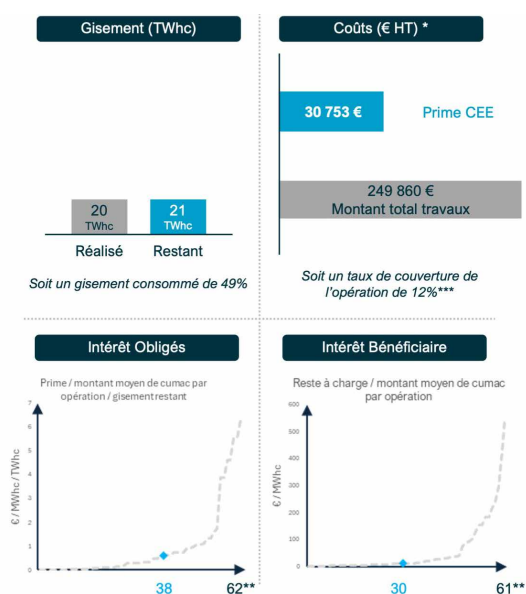 Gisement (TWhc)
20
TWhc
21
TWhc
Réalisé
Restant
Soit un gisement consommé de 49%
Coûts (€ HT) *
30 753 €
Prime CEE
249 860 €
Montant total travaux
Soit un taux de couverture de
l'opération de 12%***
Intérêt Obligés
Prime / montant moyen de cumac par
opération / gisement restant
€ / MWhc / TWhc
7
6
5
4
3
2
1
0
38
62**
Intérêt Bénéficiaire
Reste à charge / montant moyen de cumac
par opération
€ / MWhc
600
500
400
300
200
100
0
30
61**